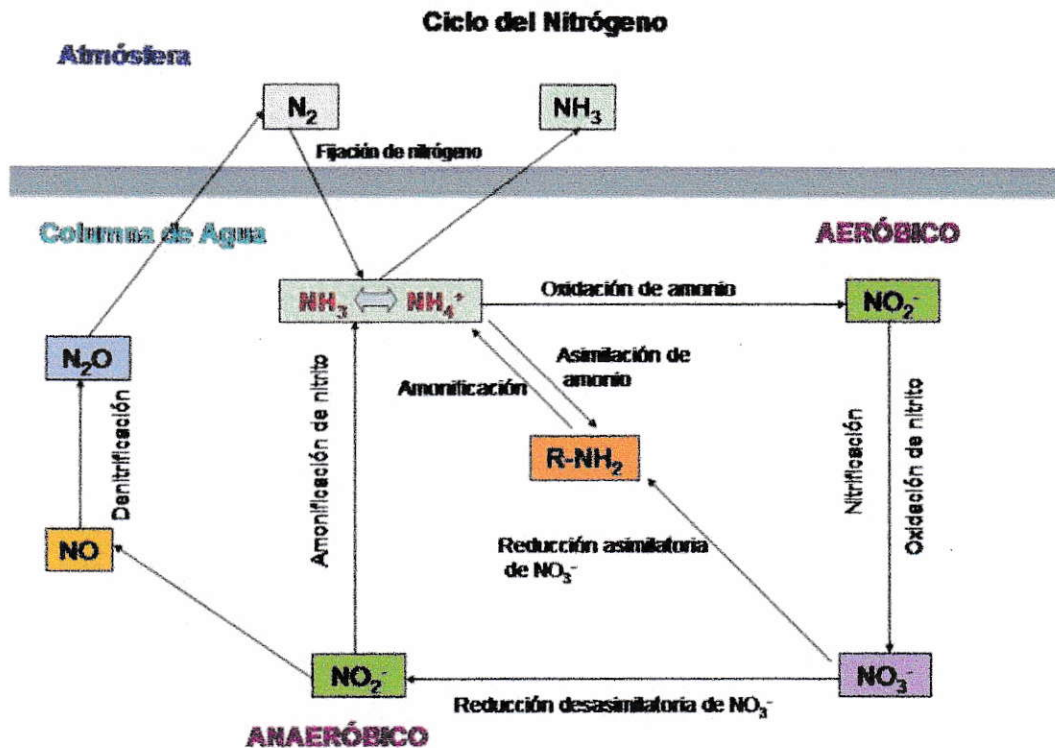 Ciclo del Nitrógeno
Atmósfera
N₂
NH₃
Fijación de nitrógeno
Columna de Agua
AERÓBICO
NH₃ ⇔ NH₄⁺
Oxidación de amonio
NO₂⁻
N₂O
Asimilación de
amonio
Amonificación
Denitrificación
Amonificación de nitrito
R-NH₂
Nitrificación
Oxidación de nitrito
NO
Reducción asimilatoria
de NO₃⁻
NO₂⁻
NO₃⁻
Reducción desasimilatoria de NO₃⁻
ANAERÓBICO